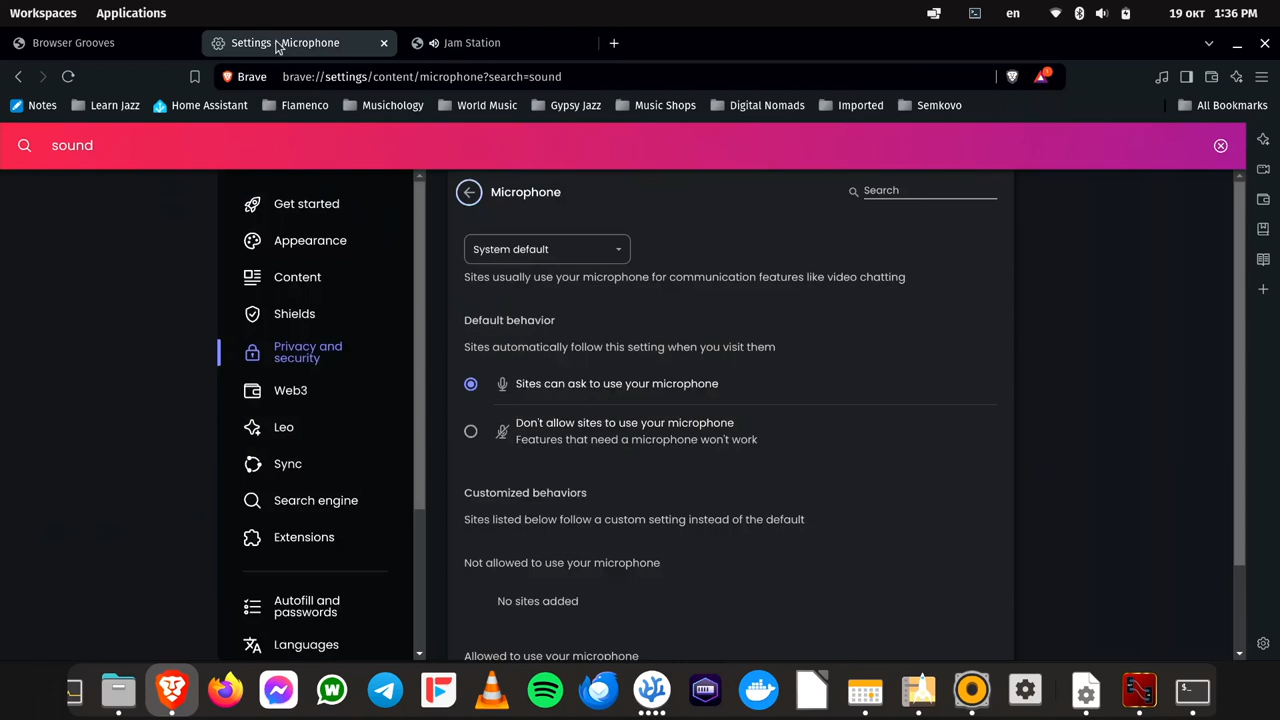 Workspaces Applications en 19 окт 1:36 PM
Browser Grooves Settings - Microphone Jam Station
Brave brave://settings/content/microphone?search=sound 1
Notes Learn Jazz Home Assistant Flamenco Musichology World Music Gypsy Jazz Music Shops Digital Nomads Imported Semkovo All Bookmarks
sound
Get started
Appearance
Content
Shields
Privacy and
security
Web3
Leo
Sync
Search engine
Extensions
Autofill and
passwords
Languages
Microphone Search
System default
Sites usually use your microphone for communication features like video chatting
Default behavior
Sites automatically follow this setting when you visit them
Sites can ask to use your microphone
Don't allow sites to use your microphone
Features that need a microphone won't work
Customized behaviors
Sites listed below follow a custom setting instead of the default
Not allowed to use your microphone
No sites added
Allowed to use your microphone